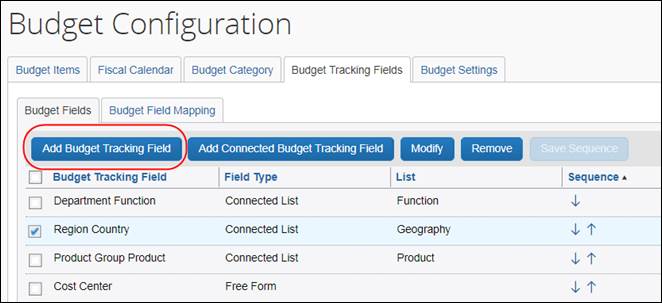 Budget Configuration
Budget Items Fiscal Calendar Budget Category Budget Tracking Fields Budget Settings
Budget Fields Budget Field Mapping
Add Budget Tracking Field Add Connected Budget Tracking Field Modify Remove Save Sequence
Budget Tracking Field Field Type List Sequence
Department Function Connected List Function
Region Country Connected List Geography
Product Group Product Connected List Product
Cost Center Free Form